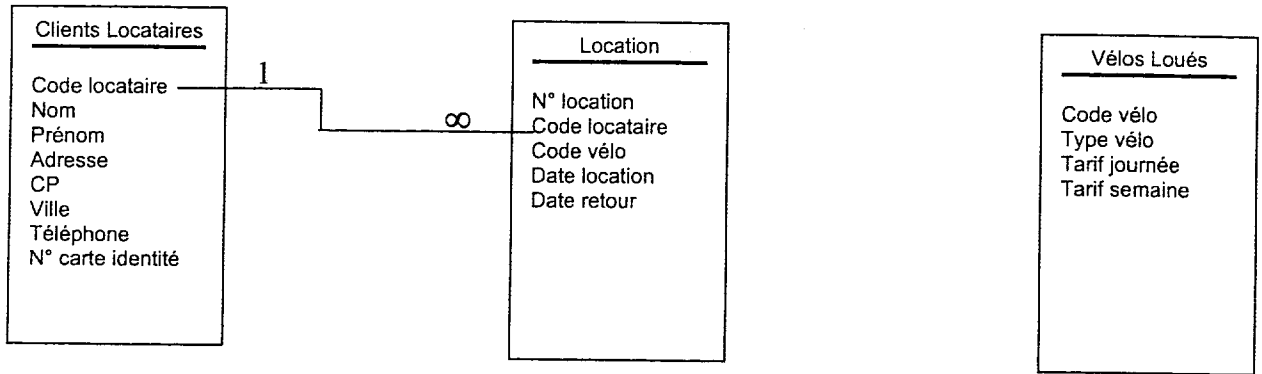 Clients Locataires
Code locataire
Nom
Prénom
Adresse
CP
Ville
Téléphone
N° carte identité
1
∞
Location
N° location
Code locataire
Code vélo
Date location
Date retour
Vélos Loués
Code vélo
Type vélo
Tarif journée
Tarif semaine